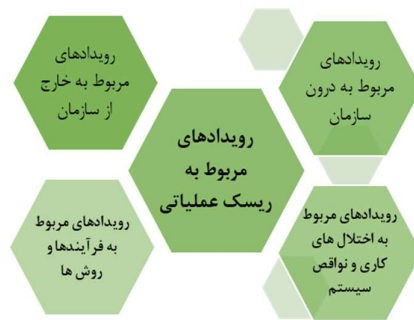 رویدادهای
مربوط به درون
سازمان
رویدادهای
مربوط به خارج
از سازمان
رویدادهای
مربوط به
ریسک عملیاتی
رویدادهای مربوط
به اختلال های
کاری و نواقص
سیستم
رویدادهای مربوط
به فرآیندها و
روش ها